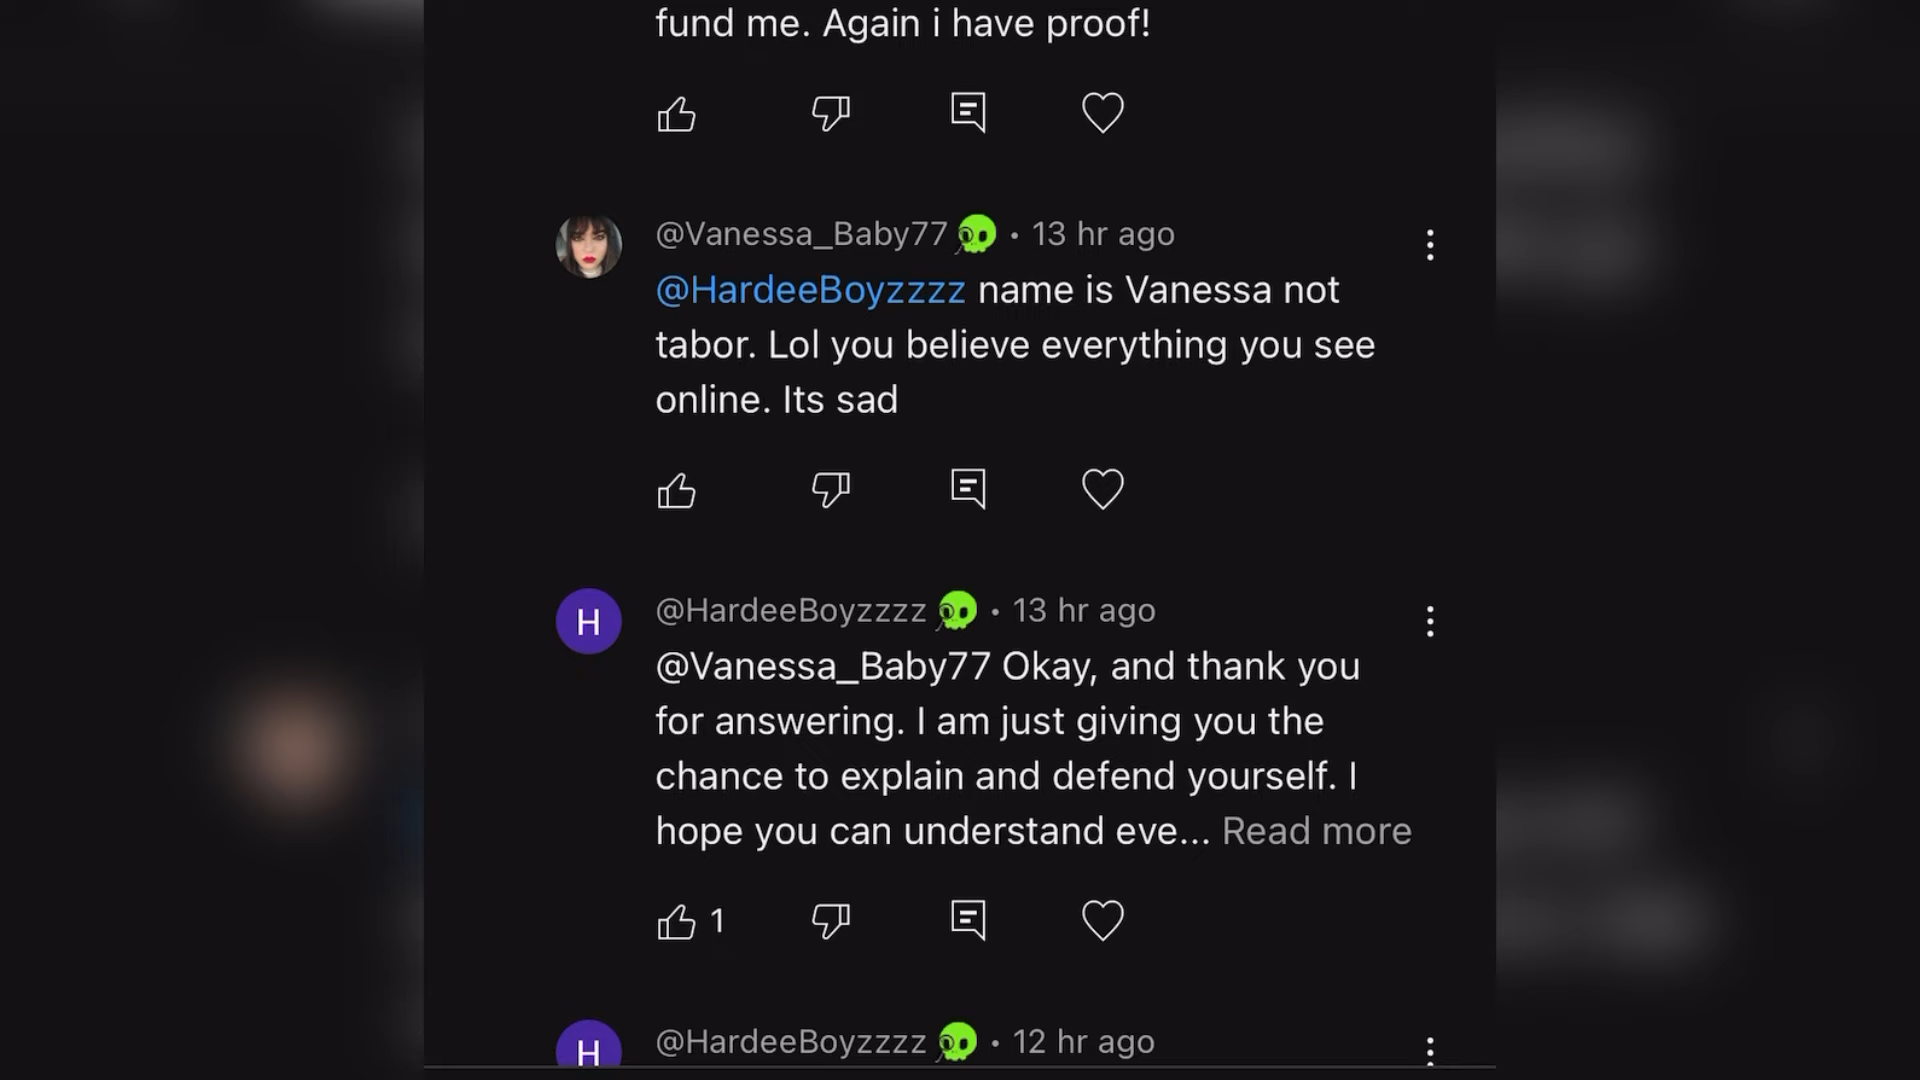 fund me. Again i have proof!
@Vanessa_Baby77 • 13 hr ago
@HardeeBoyzzzz name is Vanessa not
tabor. Lol you believe everything you see
online. Its sad
H
@HardeeBoyzzzz • 13 hr ago
@Vanessa_Baby77 Okay, and thank you
for answering. I am just giving you the
chance to explain and defend yourself. I
hope you can understand eve... Read more
1
H
@HardeeBoyzzzz • 12 hr ago